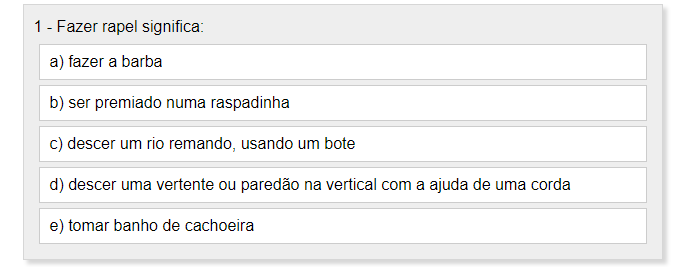 1 - Fazer rapel significa:
a) fazer a barba
b) ser premiado numa raspadinha
c) descer um rio remando, usando um bote
d) descer uma vertente ou paredão na vertical com a ajuda de uma corda
e) tomar banho de cachoeira